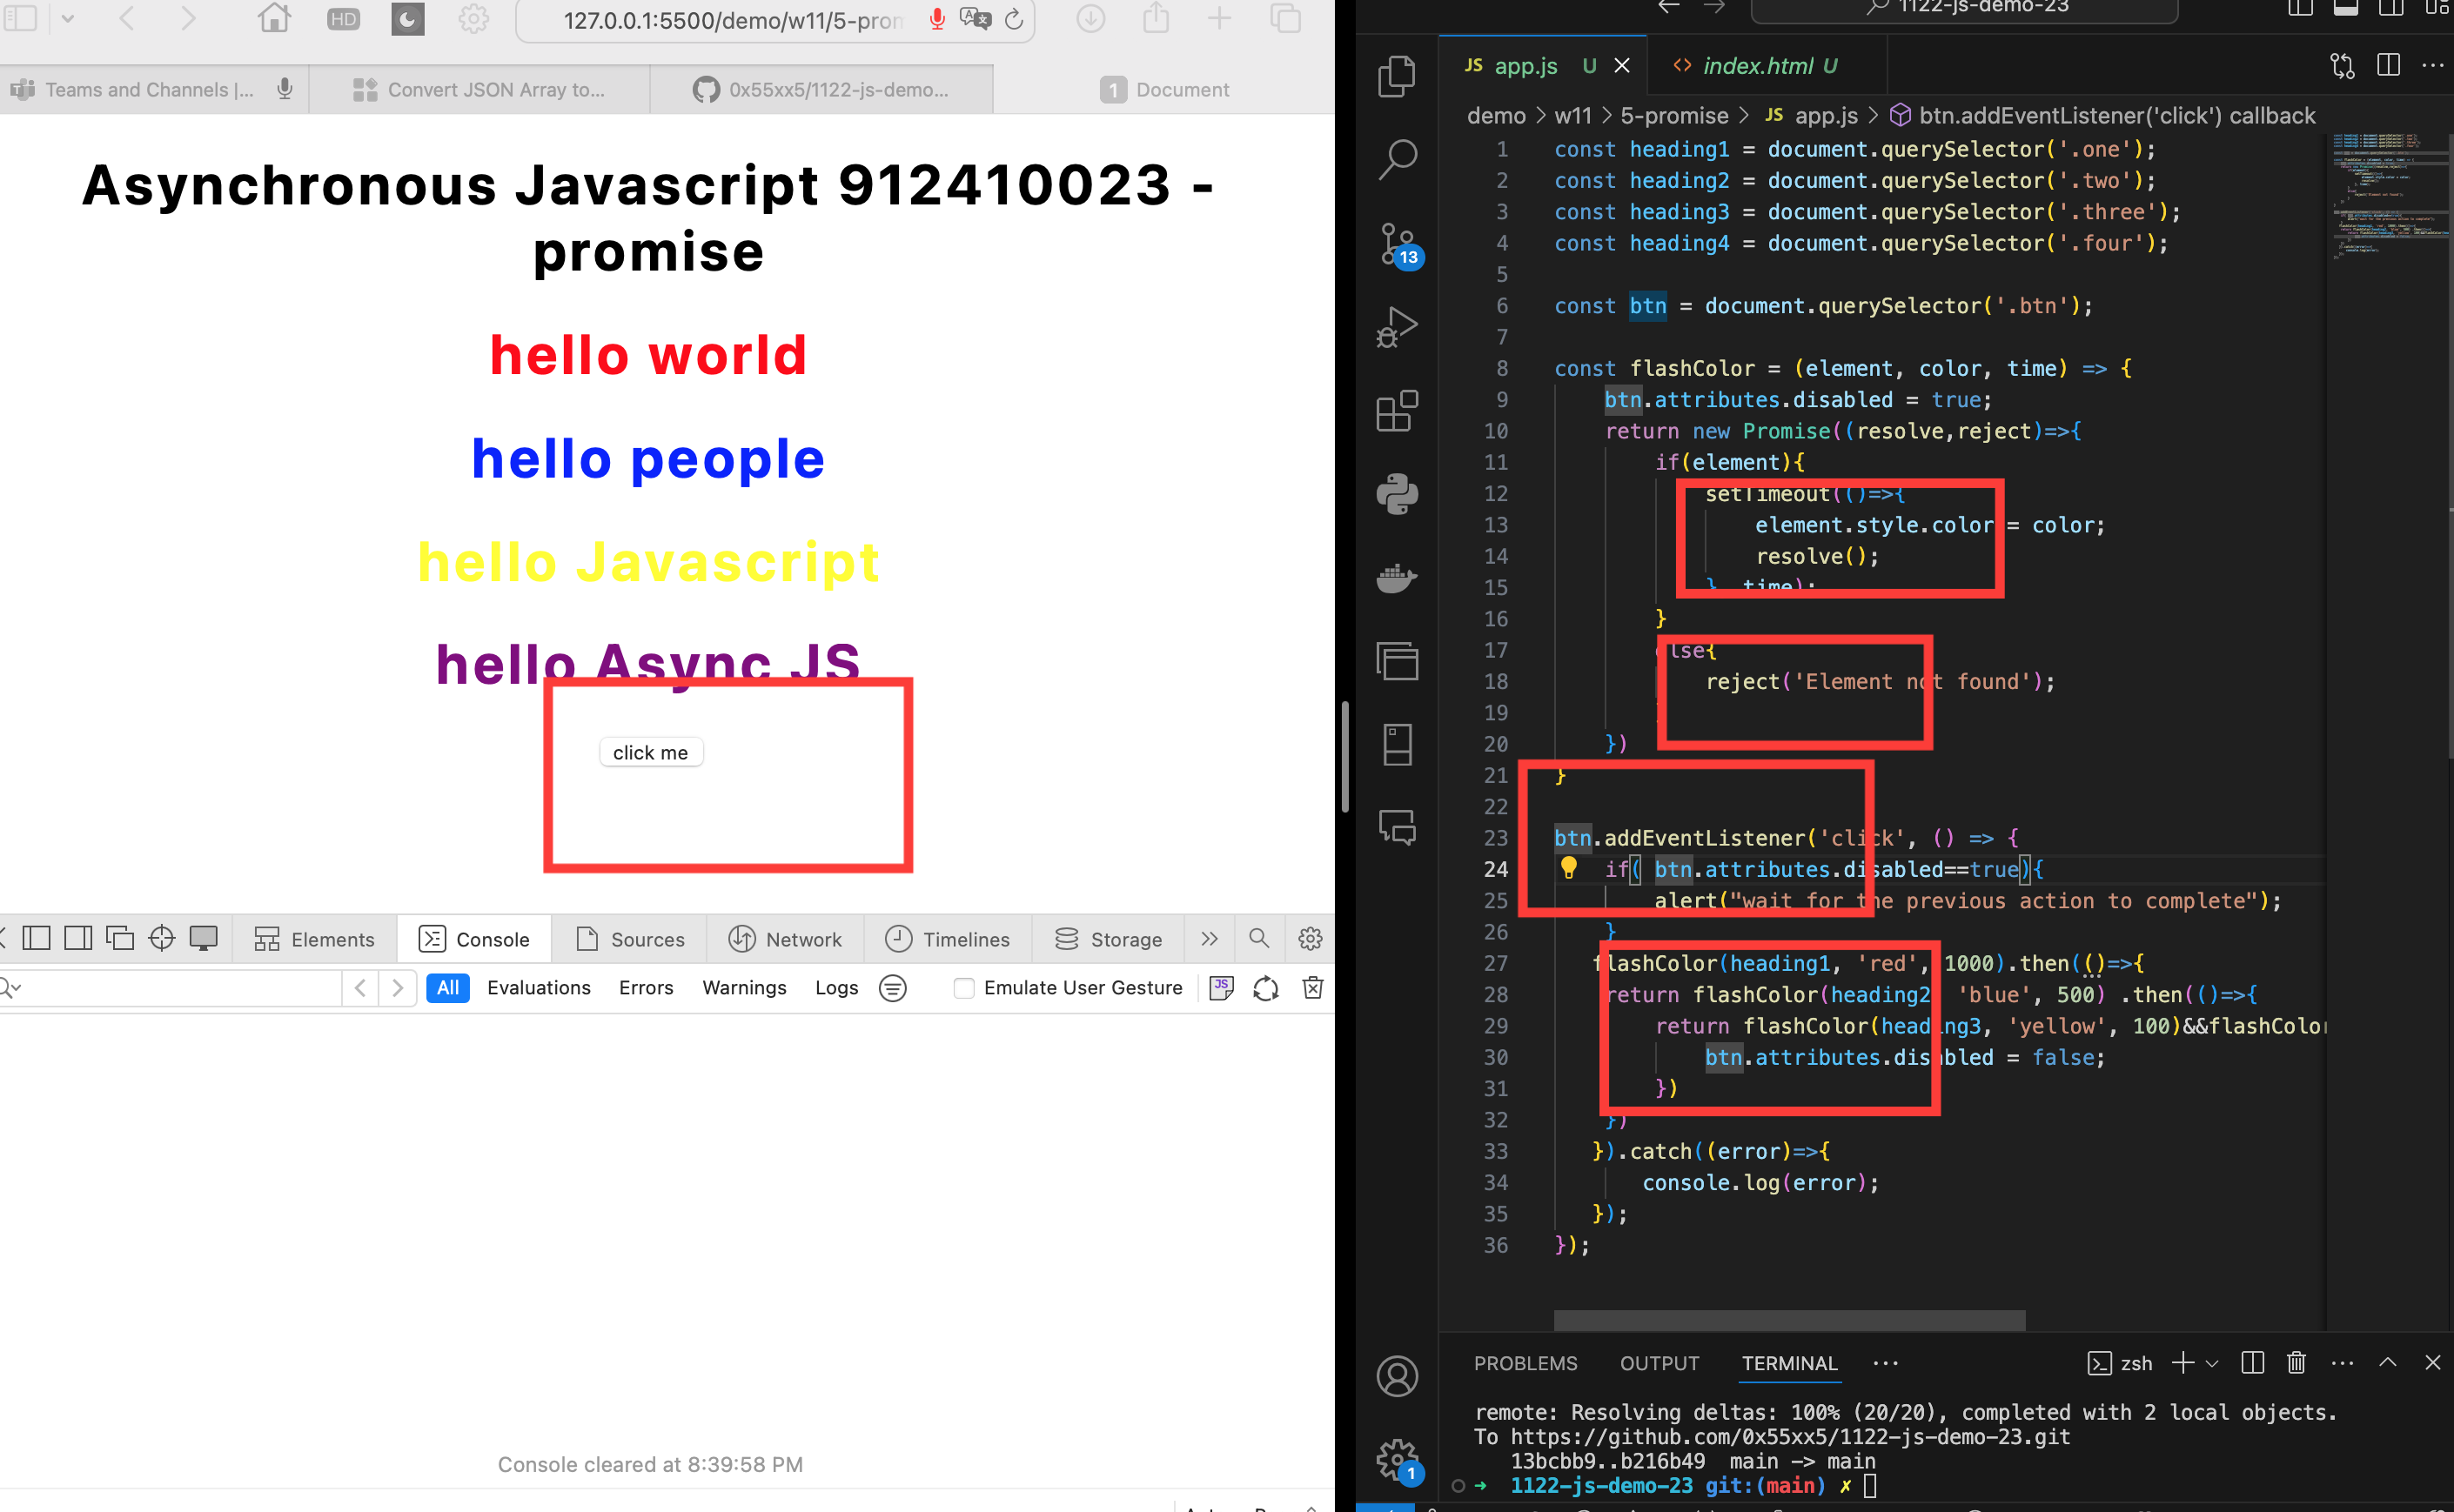 HD
127.0.0.1:5500/demo/w11/5-pron
Teams and Channels |...
Convert JSON Array to...
0x55xx5/1122-js-demo...
1 Document
Asynchronous Javascript 912410023 -
promise
hello world
hello people
hello Javascript
hello Async JS
click me
Elements
Console
Sources
Network
Timelines
Storage
All
Evaluations
Errors
Warnings
Logs
Emulate User Gesture
Console cleared at 8:39:58 PM
1122-js-demo-23
JS app.js U
<> index.html U
demo > w11 > 5-promise > JS app.js > btn.addEventListener('click') callback
13
1 const heading1 = document.querySelector('.one');
2 const heading2 = document.querySelector('.two');
3 const heading3 = document.querySelector('.three');
4 const heading4 = document.querySelector('.four');
5
6 const btn = document.querySelector('.btn');
7
8 const flashColor = (element, color, time) => {
9 btn.attributes.disabled = true;
10 return new Promise((resolve,reject)=>{
11 if(element){
12 setTimeout(()=>{
13 element.style.color = color;
14 resolve();
15 }, time);
16 }
17 else{
18 reject('Element not found');
19
20 })
21 }
22
23 btn.addEventListener('click', () => {
24 if( btn.attributes.disabled==true){
25 alert("wait for the previous action to complete");
26 }
27 flashColor(heading1, 'red', 1000).then(()=>{
28 return flashColor(heading2, 'blue', 500) .then(()=>{
29 return flashColor(heading3, 'yellow', 100)&&flashColor
30 btn.attributes.disabled = false;
31 })
32 })
33 }).catch((error)=>{
34 console.log(error);
35 });
36 });
PROBLEMS
OUTPUT
TERMINAL
zsh
remote: Resolving deltas: 100% (20/20), completed with 2 local objects.
To https://github.com/0x55xx5/1122-js-demo-23.git
13bcbb9..b216b49 main -> main
1
➜ 1122-js-demo-23 git:(main) ✗